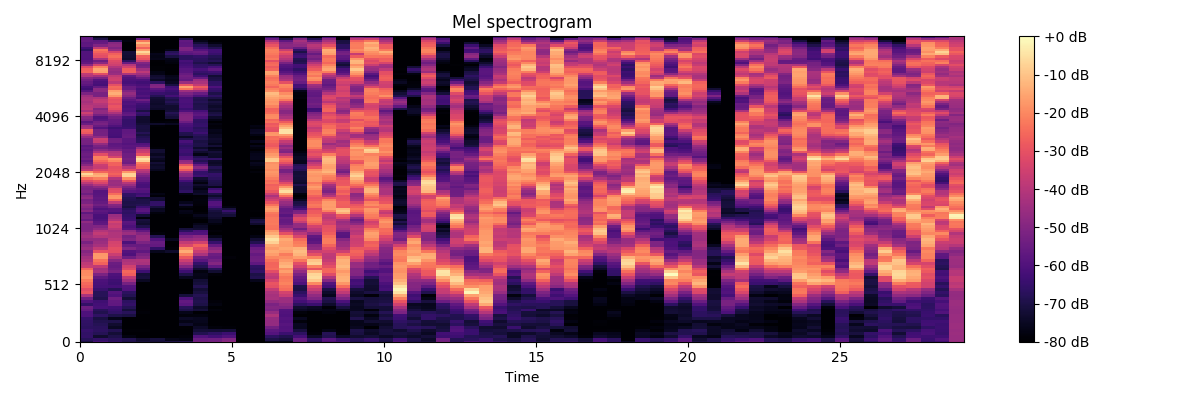 Mel spectrogram
Hz
8192
4096
2048
1024
512
0
0 5 10 15 20 25
Time
+0 dB
-10 dB
-20 dB
-30 dB
-40 dB
-50 dB
-60 dB
-70 dB
-80 dB